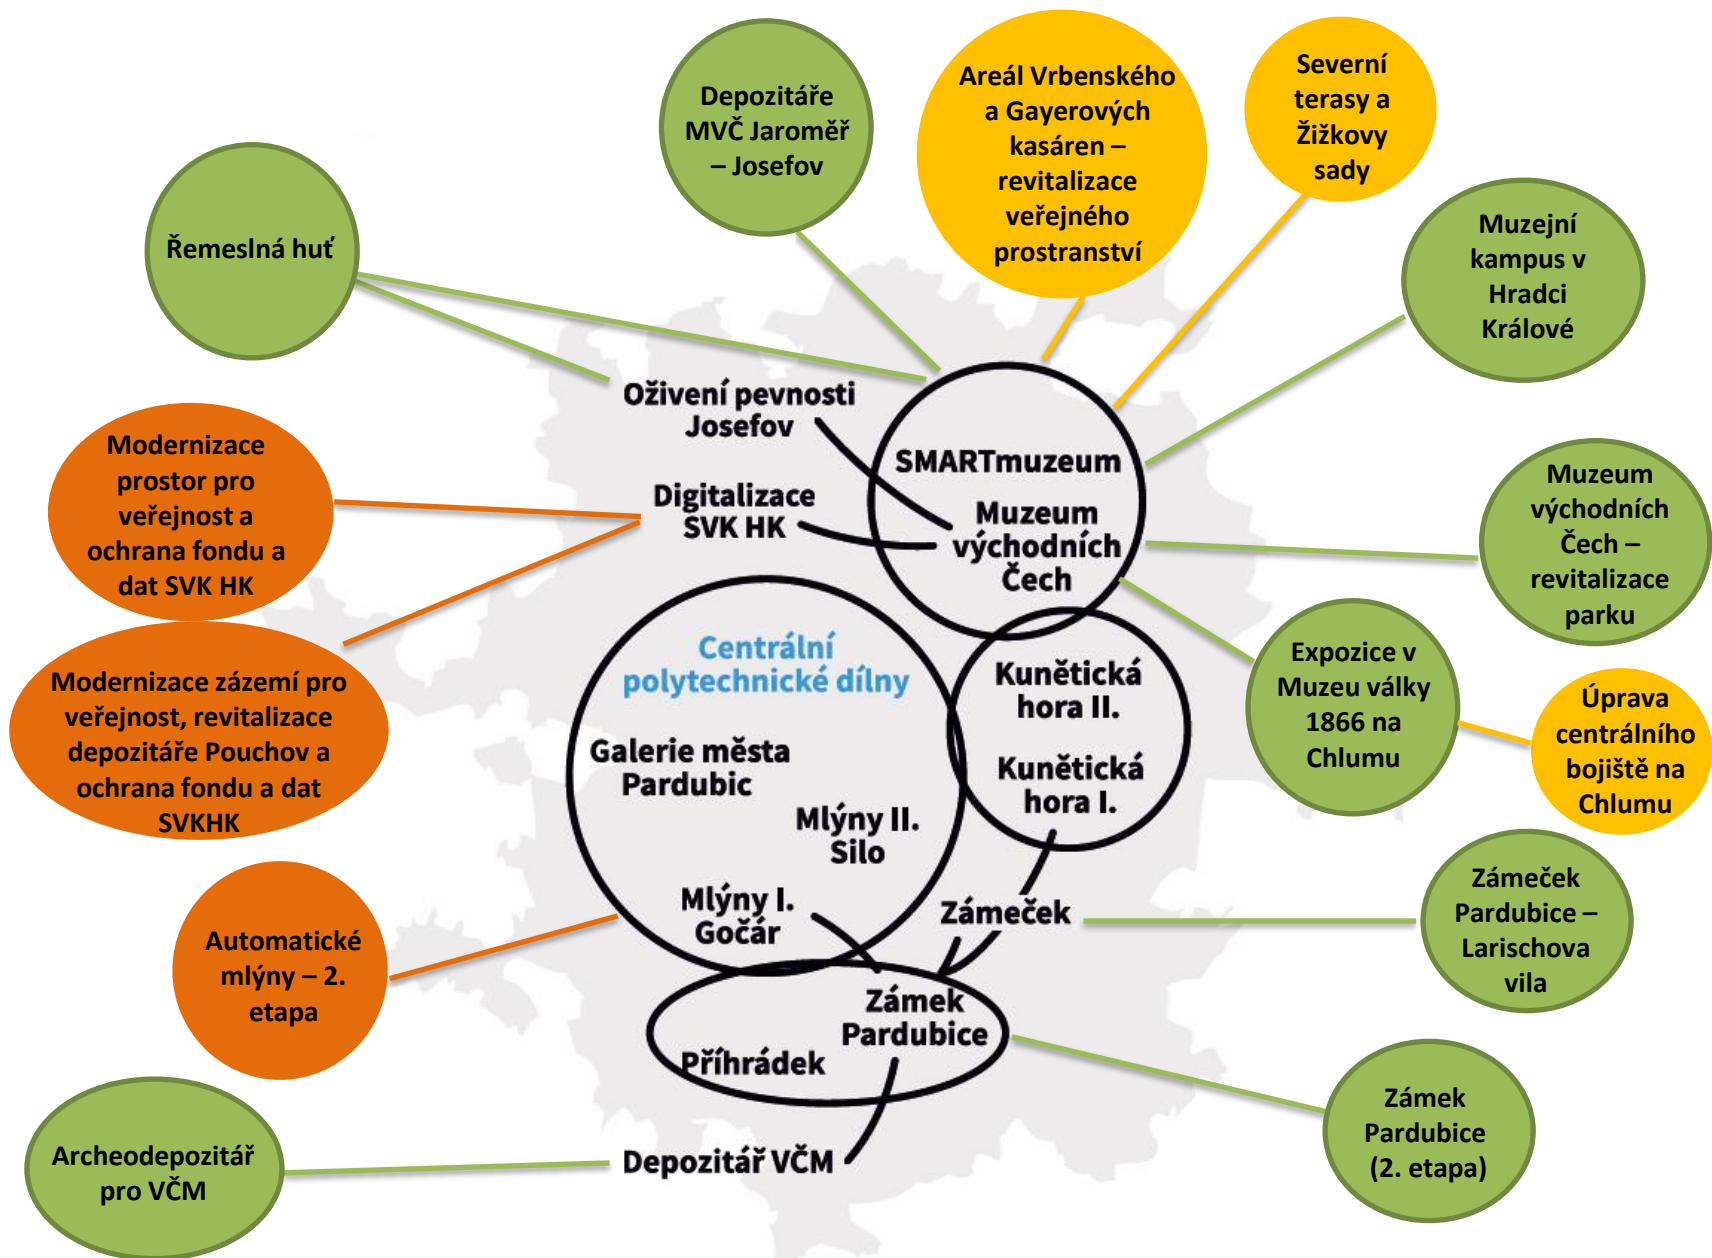 Depozitáře
MVČ Jaroměř
– Josefov
Areál Vrbenského
a Gayerových
kasáren –
revitalizace
veřejného
prostranství
Severní
terasy a
Žižkovy
sady
Řemeslná huť
Muzejní
kampus v
Hradci
Králové
Oživení pevnosti
Josefov
SMARTmuzeum
Modernizace
prostor pro
veřejnost a
ochrana fondu a
dat SVK HK
Digitalizace
SVK HK
Muzeum
východních
Čech
Muzeum
východních
Čech –
revitalizace
parku
Modernizace zázemí pro
veřejnost, revitalizace
depozitáře Pouchov a
ochrana fondu a dat
SVKHK
Centrální
polytechnické dílny
Galerie města
Pardubic
Mlýny II.
Silo
Mlýny I.
Gočár
Kunětická
hora II.
Kunětická
hora I.
Expozice v
Muzeu války
1866 na
Chlumu
Úprava
centrálního
bojiště na
Chlumu
Automatické
mlýny – 2.
etapa
Zámeček
Zámeček
Pardubice –
Larischova
vila
Zámek
Pardubice
Příhrádek
Zámek
Pardubice
(2. etapa)
Archeodepozitář
pro VČM
Depozitář VČM